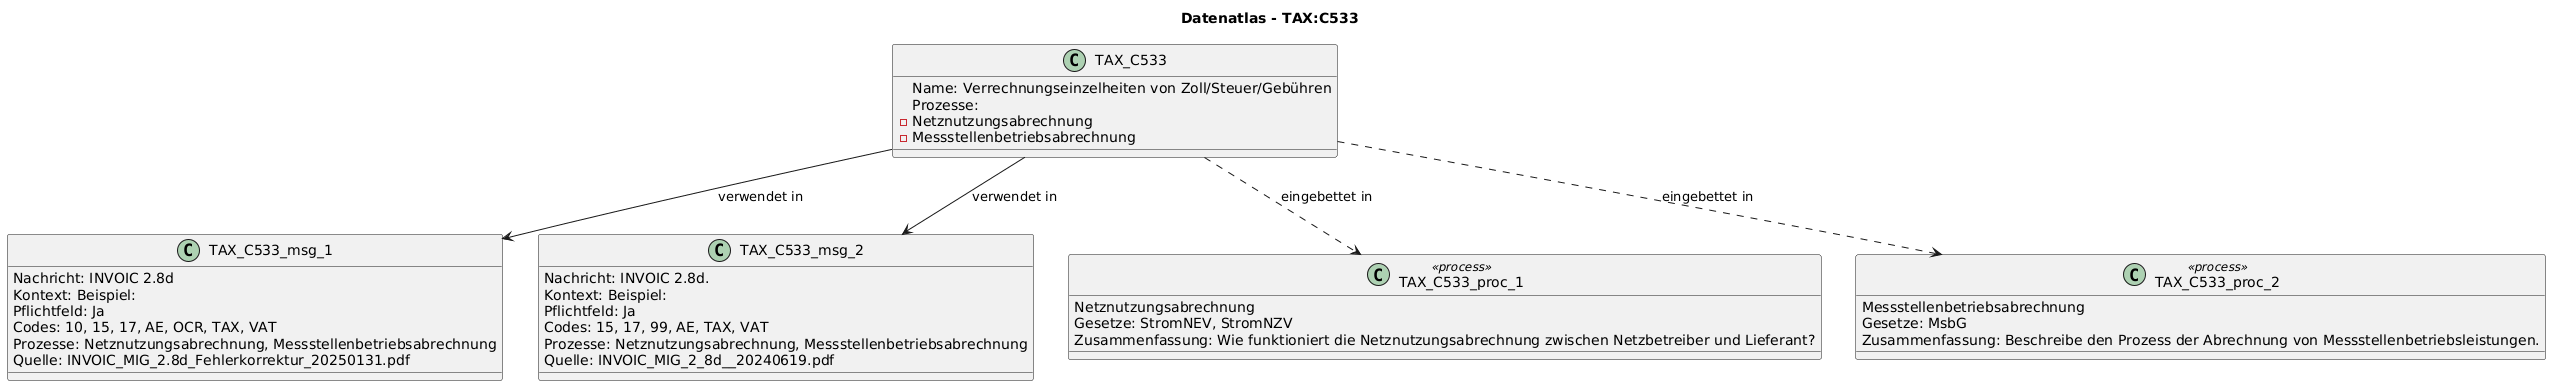 Datenatlas - TAX:C533
C TAX_C533
Name: Verrechnungseinzelheiten von Zoll/Steuer/Gebühren
Prozesse:
Netznutzungsabrechnung
Messstellenbetriebsabrechnung
verwendet in
verwendet in
eingebettet in
eingebettet in
C TAX_C533_msg_1
Nachricht: INVOIC 2.8d
Kontext: Beispiel:
Pflichtfeld: Ja
Codes: 10, 15, 17, AE, OCR, TAX, VAT
Prozesse: Netznutzungsabrechnung, Messstellenbetriebsabrechnung
Quelle: INVOIC_MIG_2.8d_Fehlerkorrektur_20250131.pdf
C TAX_C533_msg_2
Nachricht: INVOIC 2.8d.
Kontext: Beispiel:
Pflichtfeld: Ja
Codes: 15, 17, 99, AE, TAX, VAT
Prozesse: Netznutzungsabrechnung, Messstellenbetriebsabrechnung
Quelle: INVOIC_MIG_2_8d__20240619.pdf
«process»
C TAX_C533_proc_1
Netznutzungsabrechnung
Gesetze: StromNEV, StromNZV
Zusammenfassung: Wie funktioniert die Netznutzungsabrechnung zwischen Netzbetreiber und Lieferant?
«process»
C TAX_C533_proc_2
Messstellenbetriebsabrechnung
Gesetze: MsbG
Zusammenfassung: Beschreibe den Prozess der Abrechnung von Messstellenbetriebsleistungen.